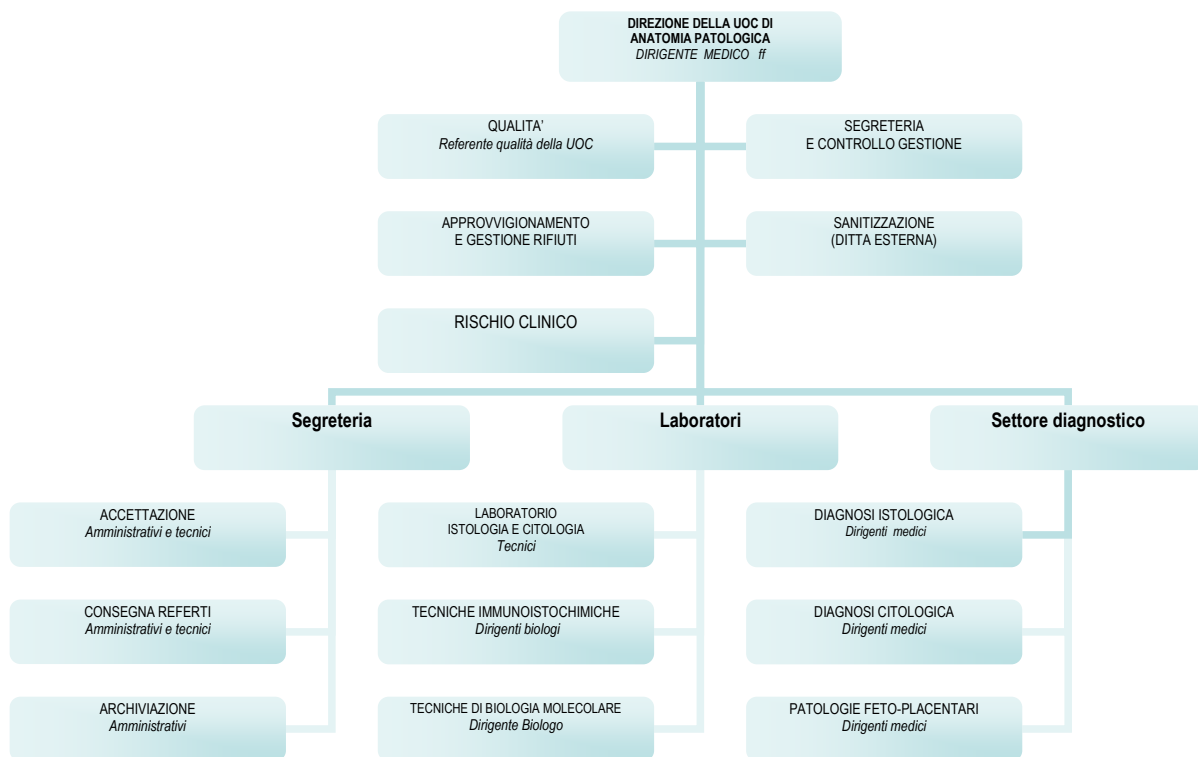 DIREZIONE DELLA UOC DI
ANATOMIA PATOLOGICA
DIRIGENTE MEDICO ff
QUALITA'
Referente qualità della UOC
SEGRETERIA
E CONTROLLO GESTIONE
APPROVVIGIONAMENTO
E GESTIONE RIFIUTI
SANITIZZAZIONE
(DITTA ESTERNA)
RISCHIO CLINICO
Segreteria
Laboratori
Settore diagnostico
ACCETTAZIONE
Amministrativi e tecnici
LABORATORIO
ISTOLOGIA E CITOLOGIA
Tecnici
DIAGNOSI ISTOLOGICA
Dirigenti medici
CONSEGNA REFERTI
Amministrativi e tecnici
TECNICHE IMMUNOISTOCHIMICHE
Dirigenti biologi
DIAGNOSI CITOLOGICA
Dirigenti medici
ARCHIVIAZIONE
Amministrativi
TECNICHE DI BIOLOGIA MOLECOLARE
Dirigente Biologo
PATOLOGIE FETO-PLACENTARI
Dirigenti medici